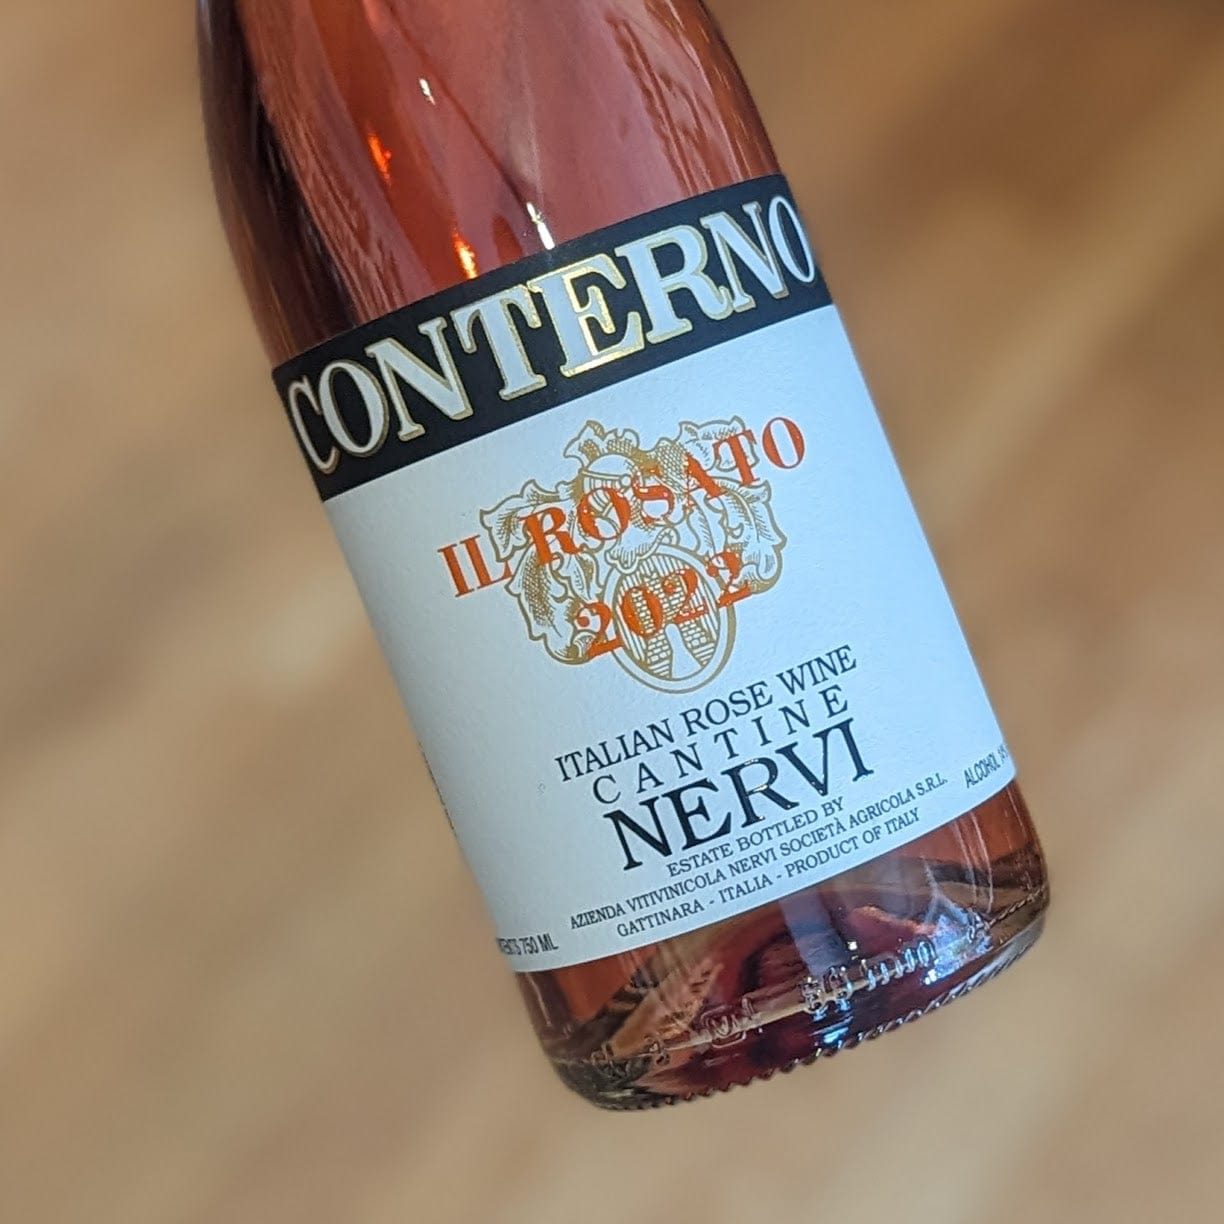 CONTERNO
IL ROSATO
2022
ITALIAN ROSE WINE
CANTINE
NERVI
ESTATE BOTTLED BY
AZIENDA VITIVINICOLA NERVI SOCIETÀ AGRICOLA S.R.L.
GATTINARA - ITALIA - PRODUCT OF ITALY
750 ML
ALCOHOL